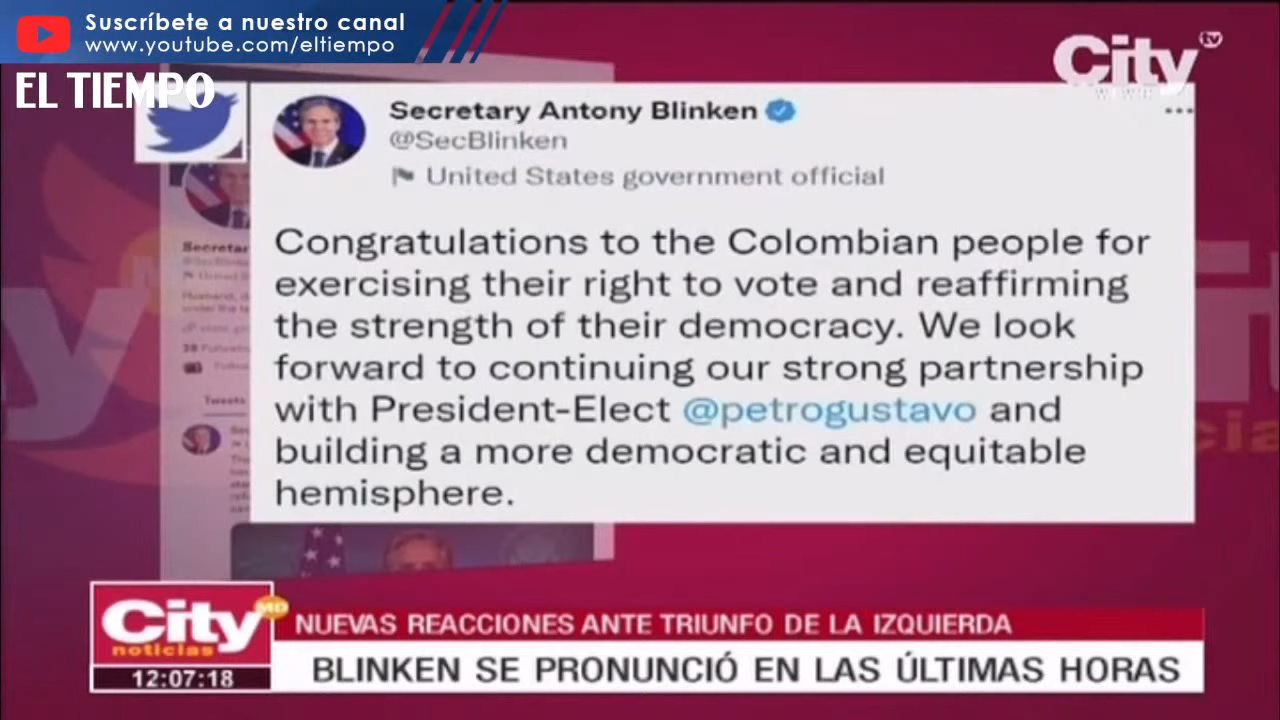 Suscríbete a nuestro canal
www.youtube.com/eltiempo
EL TIEMPO
City tv
Secretary Antony Blinken
@SecBlinken
United States government official
Congratulations to the Colombian people for
exercising their right to vote and reaffirming
the strength of their democracy. We look
forward to continuing our strong partnership
with President-Elect @petrogustavo and
building a more democratic and equitable
hemisphere.
Tweets
City MD
noticias
12:07:18
NUEVAS REACCIONES ANTE TRIUNFO DE LA IZQUIERDA
BLINKEN SE PRONUNCIÓ EN LAS ÚLTIMAS HORAS